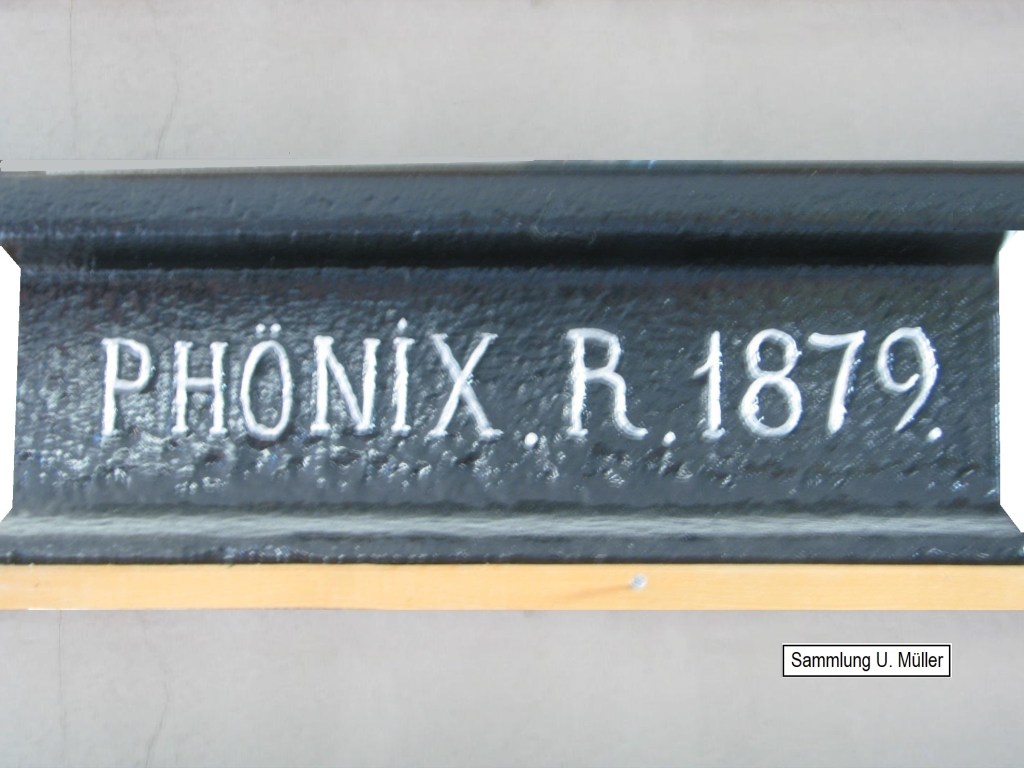 PHÖNIX . R . 1879 .
Sammlung U. Müller